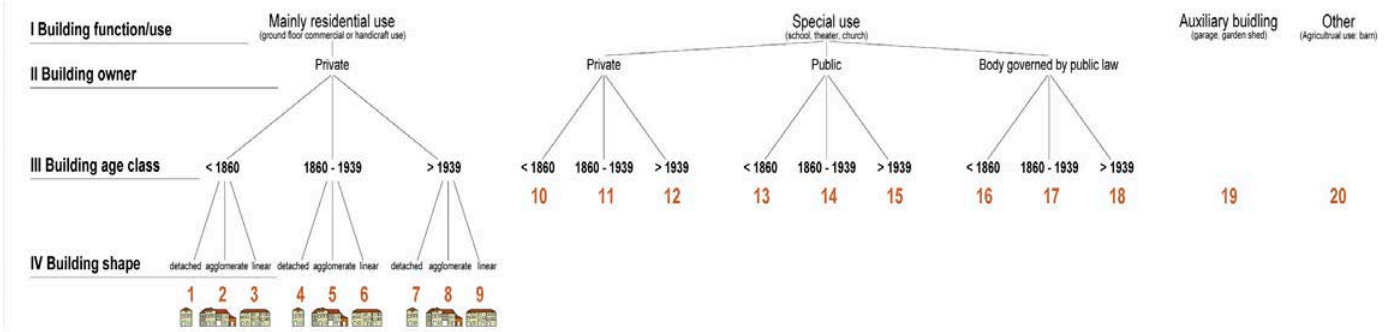 I Building function/use
Mainly residential use
(ground floor commercial or handicraft use)
Special use
(school, theater, church)
Auxiliary buidling
(garage, garden shed)
Other
(Agricultrual use: barn)
II Building owner
Private
Private
Public
Body governed by public law
III Building age class
< 1860
1860 - 1939
> 1939
< 1860
1860 - 1939
> 1939
< 1860
1860 - 1939
> 1939
< 1860
1860 - 1939
> 1939
10
11
12
13
14
15
16
17
18
19
20
IV Building shape
detached agglomerate linear
detached agglomerate linear
detached agglomerate linear
1
2
3
4
5
6
7
8
9